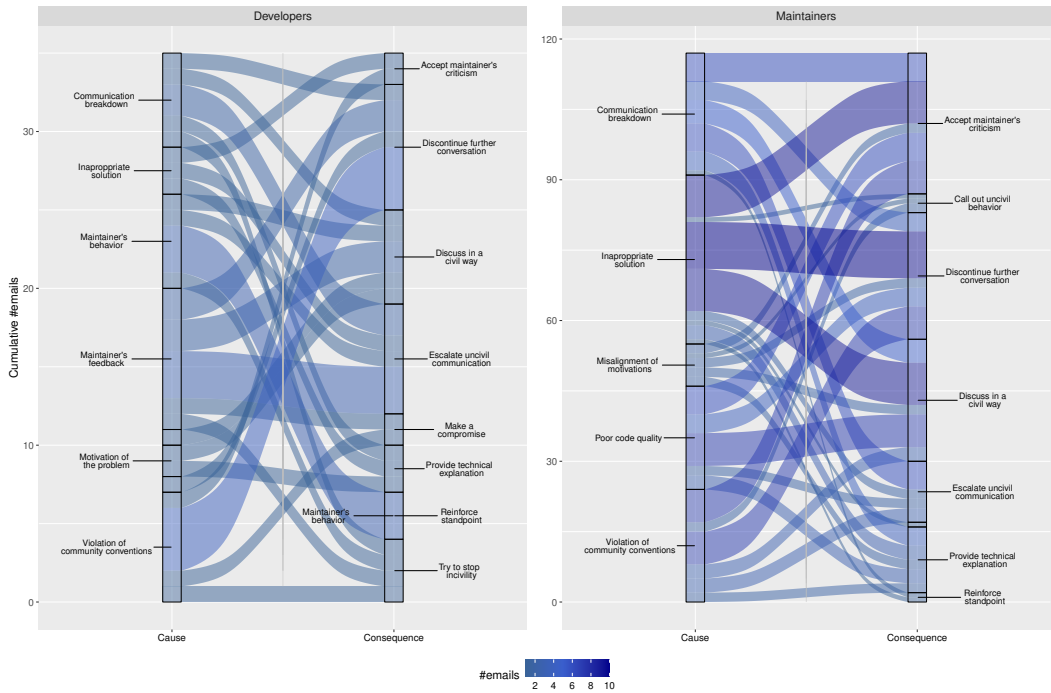 Developers
Maintainers
Cumulative #emails
0
10
20
30
Communication
breakdown
Inappropriate
solution
Maintainer's
behavior
Maintainer's
feedback
Motivation of
the problem
Violation of
community conventions
Accept maintainer's
criticism
Discontinue further
conversation
Discuss in a
civil way
Escalate uncivil
communication
Make a
compromise
Provide technical
explanation
Maintainer's
behavior
Reinforce
standpoint
Try to stop
incivility
Cause
Consequence
0
30
60
90
120
Communication
breakdown
Inappropriate
solution
Misalignment of
motivations
Poor code quality
Violation of
community conventions
Accept maintainer's
criticism
Call out uncivil
behavior
Discontinue further
conversation
Discuss in a
civil way
Escalate uncivil
communication
Provide technical
explanation
Reinforce
standpoint
Cause
Consequence
#emails
2 4 6 8 10